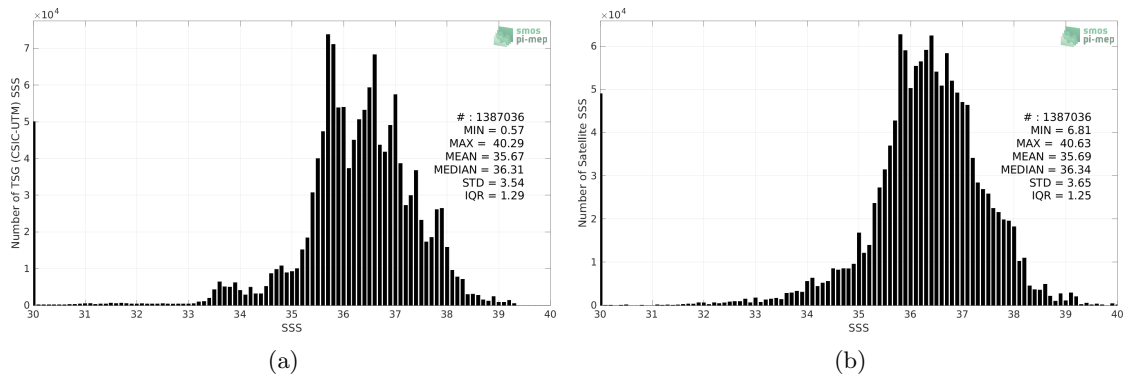 ×10⁴
smos
pi-mep
Number of TSG (CSIC-UTM) SSS
7
6
5
4
3
2
1
0
# : 1387036
MIN = 0.57
MAX = 40.29
MEAN = 35.67
MEDIAN = 36.31
STD = 3.54
IQR = 1.29
30 31 32 33 34 35 36 37 38 39 40
SSS
(a)
×10⁴
smos
pi-mep
Number of Satellite SSS
6
5
4
3
2
1
0
# : 1387036
MIN = 6.81
MAX = 40.63
MEAN = 35.69
MEDIAN = 36.34
STD = 3.65
IQR = 1.25
30 31 32 33 34 35 36 37 38 39 40
SSS
(b)